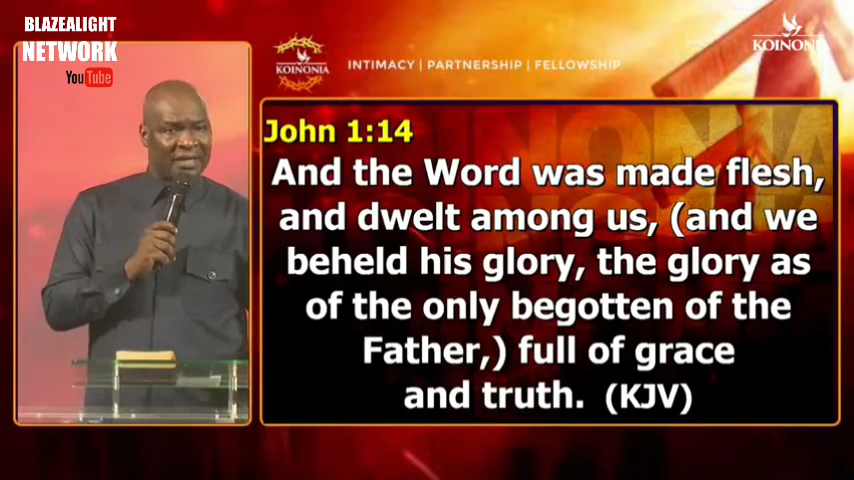 BLAZEALIGHT
NETWORK
YouTube
KOINONIA
INTIMACY | PARTNERSHIP | FELLOWSHIP
KOINONIA
John 1:14
And the Word was made flesh,
and dwelt among us, (and we
beheld his glory, the glory as
of the only begotten of the
Father,) full of grace
and truth. (KJV)